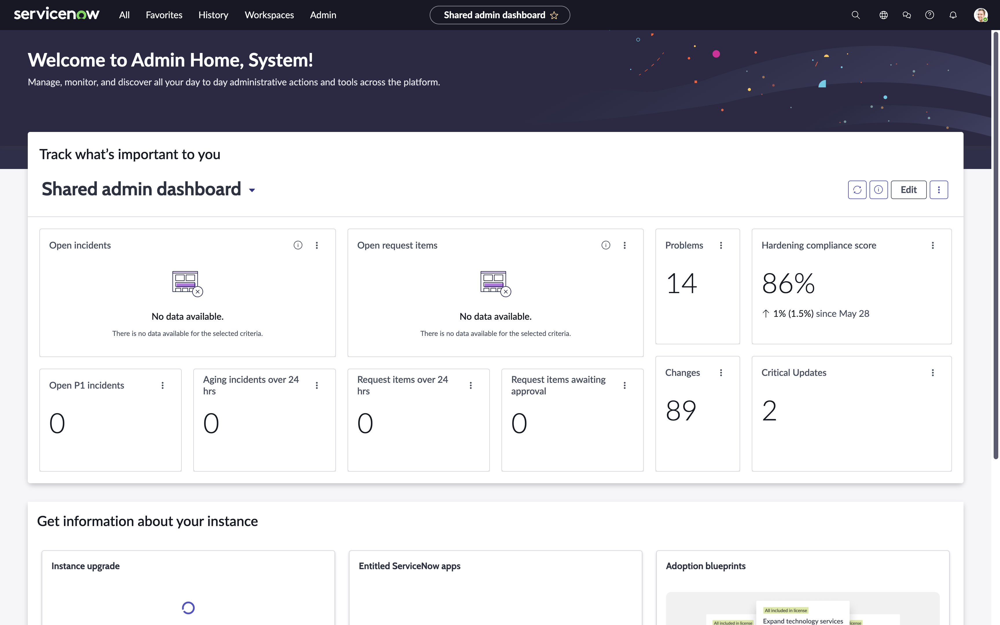 servicenow All Favorites History Workspaces Admin Shared admin dashboard
Welcome to Admin Home, System!
Manage, monitor, and discover all your day to day administrative actions and tools across the platform.
Track what's important to you
Shared admin dashboard
Edit
Open incidents
No data available.
There is no data available for the selected criteria.
Open request items
No data available.
There is no data available for the selected criteria.
Problems
14
Hardening compliance score
86%
↑ 1% (1.5%) since May 28
Open P1 incidents
0
Aging incidents over 24
hrs
0
Request items over 24
hrs
0
Request items awaiting
approval
0
Changes
89
Critical Updates
2
Get information about your instance
Instance upgrade
Entitled ServiceNow apps
Adoption blueprints
All included in license
Expand technology services
All included in license
license